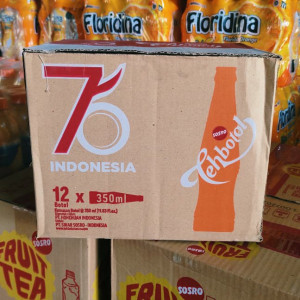 Floridina
Floridina
76
INDONESIA
SOSRO
Tehbotol
12 x 350ml
Botol
SOSRO
FRUIT
TEA
SOSRO
FRUIT